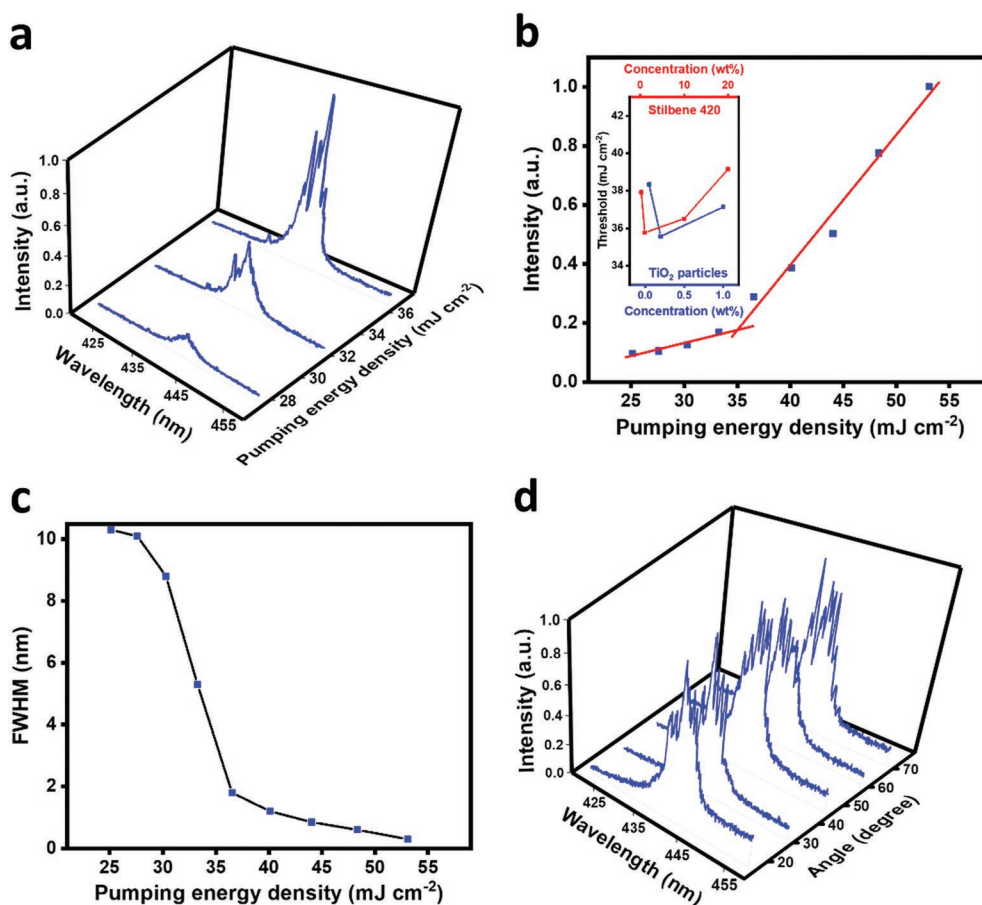 a
1.0
0.8
0.6
0.4
0.2
0.0
Intensity (a.u.)
425
435
445
455
Wavelength (nm)
28
30
32
34
36
Pumping energy density (mJ cm-2)
b
1.0
0.8
0.6
0.4
0.2
0.0
Intensity (a.u.)
Concentration (wt%)
0 10 20
Stilbene 420
42
40
38
36
34
Threshold (mJ cm-2)
TiO2 particles
0.0 0.5 1.0
Concentration (wt%)
25 30 35 40 45 50 55
Pumping energy density (mJ cm-2)
c
10
8
6
4
2
0
FWHM (nm)
25 30 35 40 45 50 55
Pumping energy density (mJ cm-2)
d
1.0
0.8
0.6
0.4
0.2
0.0
Intensity (a.u.)
425
435
445
455
Wavelength (nm)
20
30
40
50
60
70
Angle (degree)